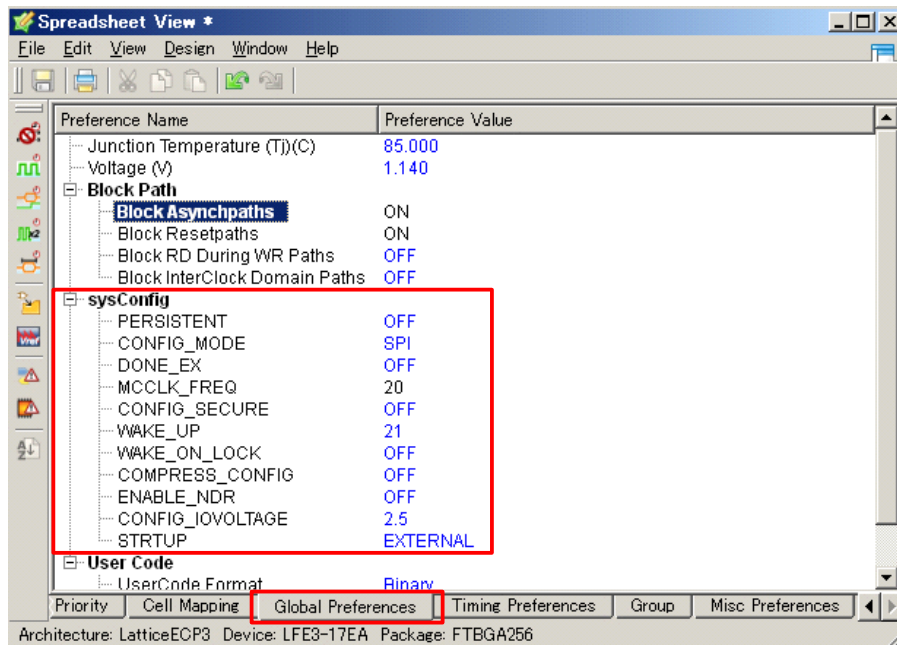 Spreadsheet View *
File Edit View Design Window Help
Preference Name Preference Value
Junction Temperature (Tj)(C) 85.000
Voltage (V) 1.140
Block Path
Block Asynchpaths ON
Block Resetpaths ON
Block RD During WR Paths OFF
Block InterClock Domain Paths OFF
sysConfig
PERSISTENT OFF
CONFIG_MODE SPI
DONE_EX OFF
MCCLK_FREQ 20
CONFIG_SECURE OFF
WAKE_UP 21
WAKE_ON_LOCK OFF
COMPRESS_CONFIG OFF
ENABLE_NDR OFF
CONFIG_IOVOLTAGE 2.5
STRTUP EXTERNAL
User Code
UserCode Format Binary
Priority Cell Mapping Global Preferences Timing Preferences Group Misc Preferences
Architecture: LatticeECP3 Device: LFE3-17EA Package: FTBGA256